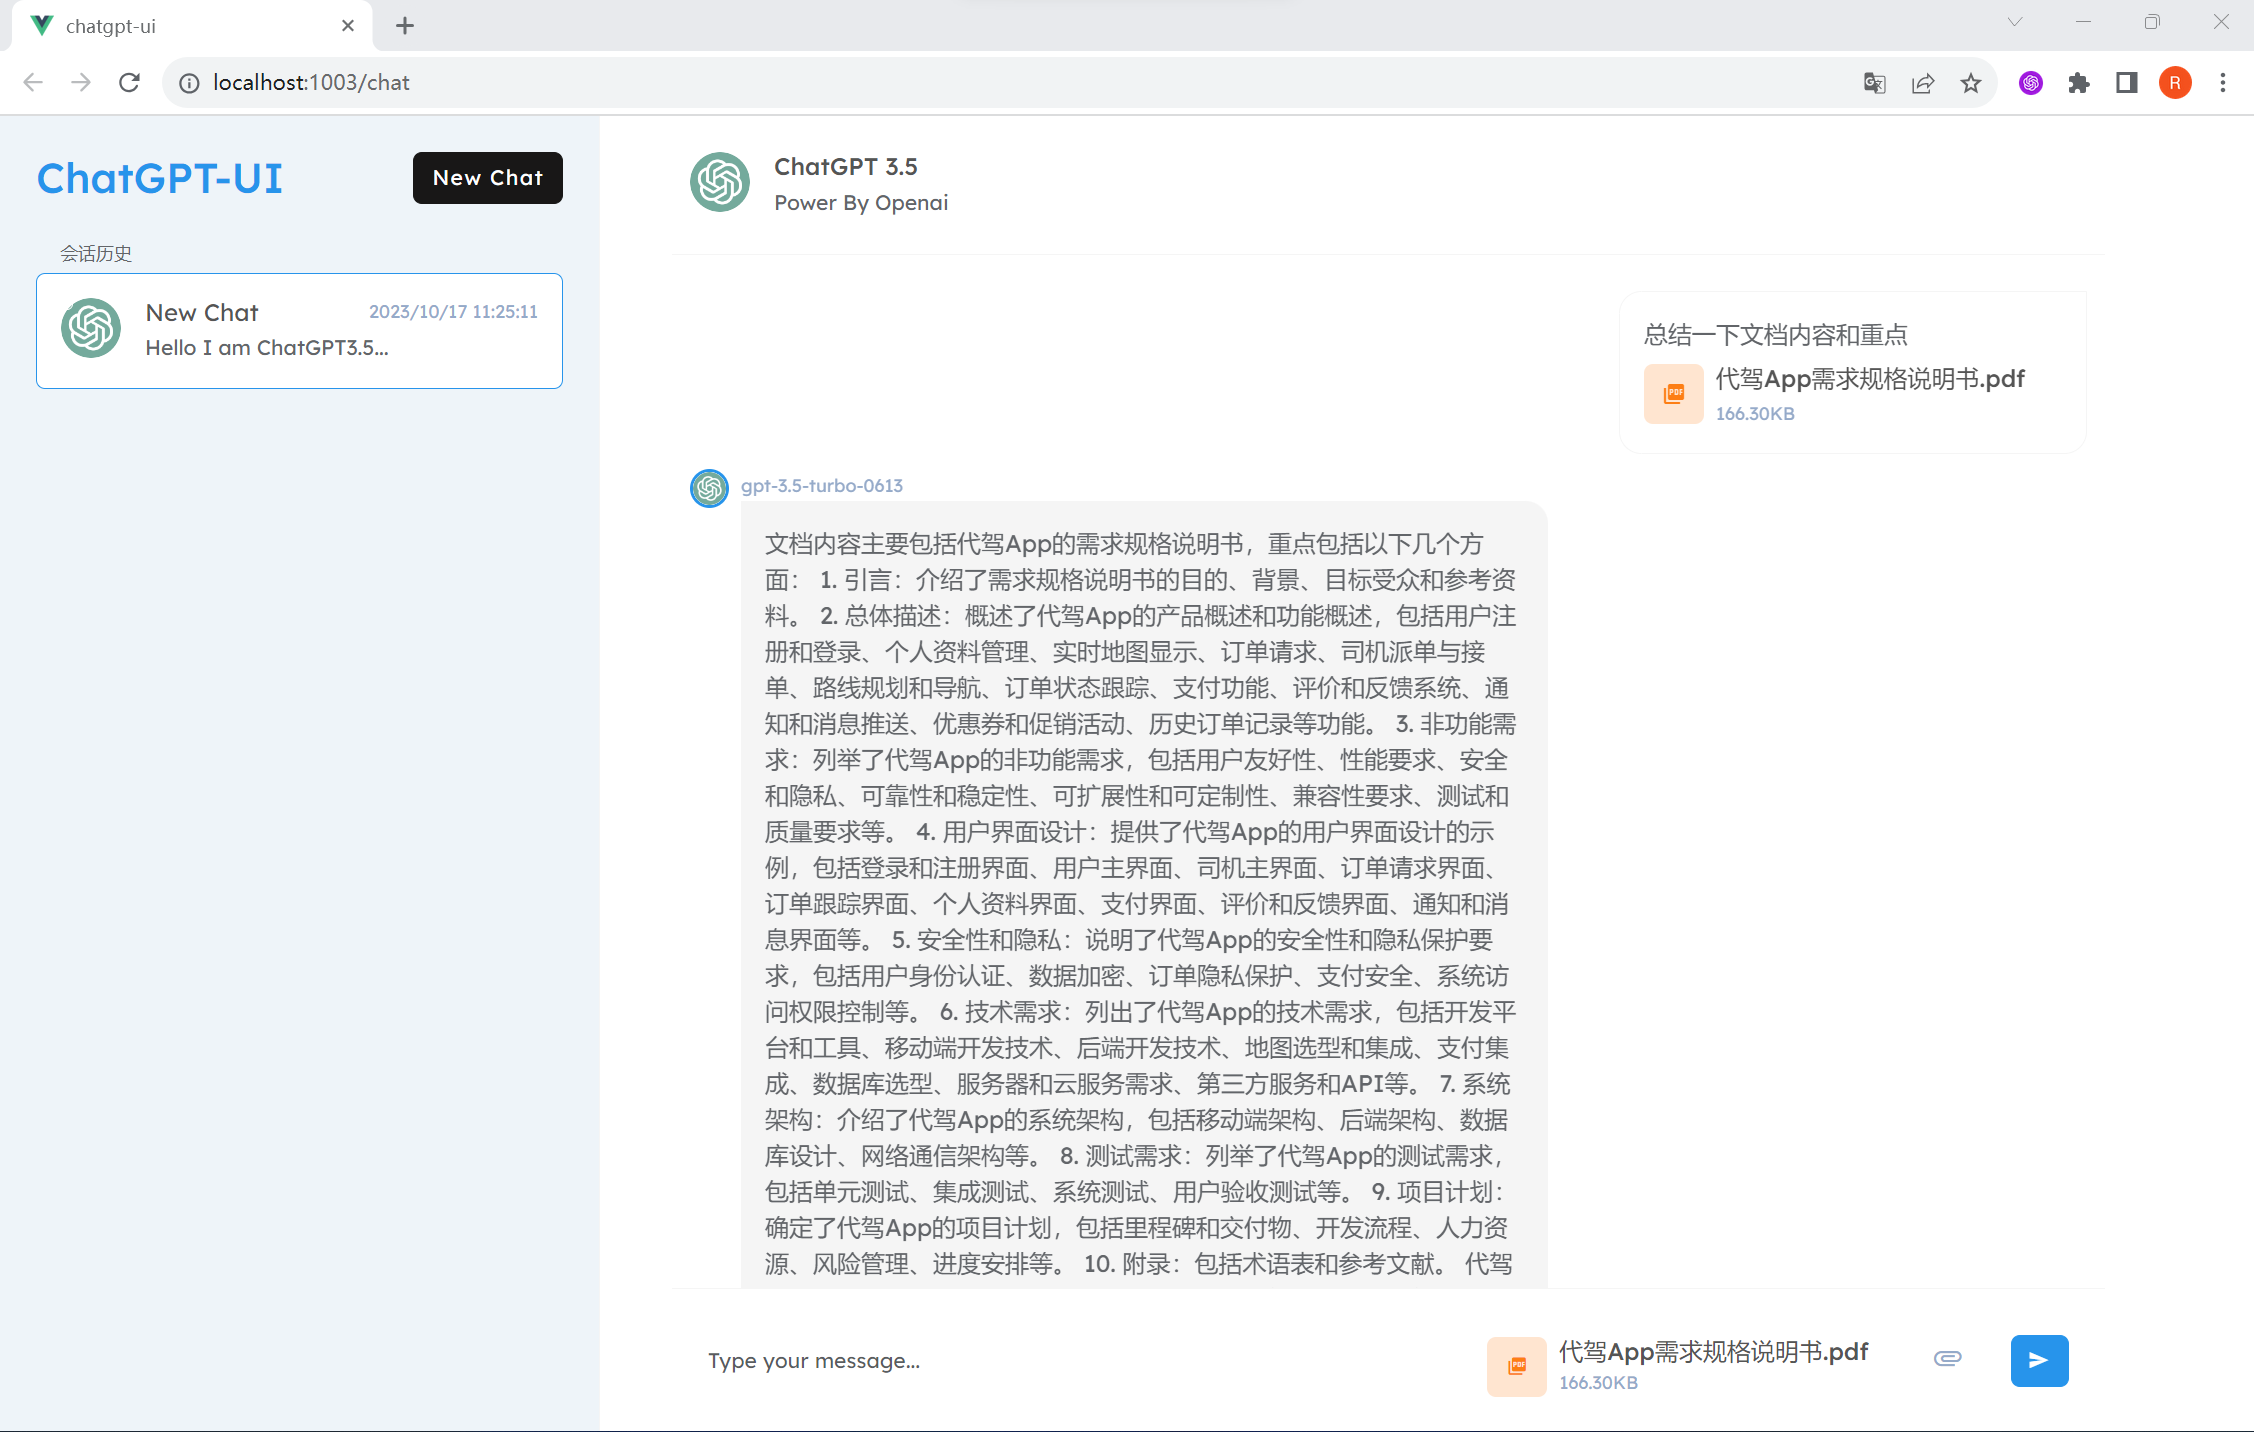 chatgpt-ui
localhost:1003/chat
R
ChatGPT-UI
New Chat
会话历史
New Chat
2023/10/17 11:25:11
Hello I am ChatGPT3.5...
ChatGPT 3.5
Power By Openai
总结一下文档内容和重点
PDF
代驾App需求规格说明书.pdf
166.30KB
gpt-3.5-turbo-0613
文档内容主要包括代驾App的需求规格说明书，重点包括以下几个方
面： 1. 引言：介绍了需求规格说明书的目的、背景、目标受众和参考资
料。 2. 总体描述：概述了代驾App的产品概述和功能概述，包括用户注
册和登录、个人资料管理、实时地图显示、订单请求、司机派单与接
单、路线规划和导航、订单状态跟踪、支付功能、评价和反馈系统、通
知和消息推送、优惠券和促销活动、历史订单记录等功能。 3. 非功能需
求：列举了代驾App的非功能需求，包括用户友好性、性能要求、安全
和隐私、可靠性和稳定性、可扩展性和可定制性、兼容性要求、测试和
质量要求等。 4. 用户界面设计：提供了代驾App的用户界面设计的示
例，包括登录和注册界面、用户主界面、司机主界面、订单请求界面、
订单跟踪界面、个人资料界面、支付界面、评价和反馈界面、通知和消
息界面等。 5. 安全性和隐私：说明了代驾App的安全性和隐私保护要
求，包括用户身份认证、数据加密、订单隐私保护、支付安全、系统访
问权限控制等。 6. 技术需求：列出了代驾App的技术需求，包括开发平
台和工具、移动端开发技术、后端开发技术、地图选型和集成、支付集
成、数据库选型、服务器和云服务需求、第三方服务和API等。 7. 系统
架构：介绍了代驾App的系统架构，包括移动端架构、后端架构、数据
库设计、网络通信架构等。 8. 测试需求：列举了代驾App的测试需求，
包括单元测试、集成测试、系统测试、用户验收测试等。 9. 项目计划：
确定了代驾App的项目计划，包括里程碑和交付物、开发流程、人力资
源、风险管理、进度安排等。 10. 附录：包括术语表和参考文献。 代驾
Type your message...
PDF
代驾App需求规格说明书.pdf
166.30KB